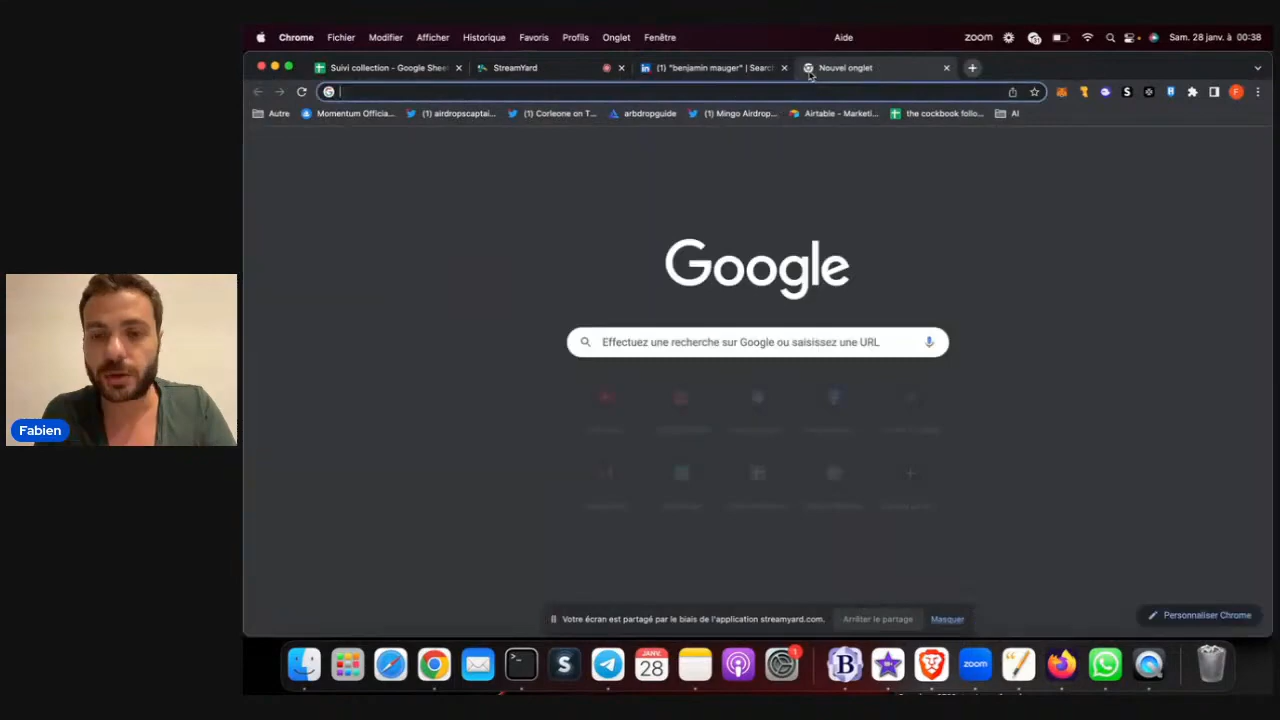 Chrome Fichier Modifier Afficher Historique Favoris Profils Onglet Fenêtre Aide zoom Sam. 28 janv. à 00:38
Suivi collection - Google Shee StreamYard (1) "benjamin mauger" | Searc Nouvel onglet
Autre Momentum Officia... (1) airdropscaptai... (1) Corleone on T... arbdropguide (1) Mingo Airdrop... Airtable - Marketi... the cockbook follo... AI
Google
Effectuez une recherche sur Google ou saisissez une URL
Fabien
Votre écran est partagé par le biais de l'application streamyard.com. Arrêter le partage Masquer
Personnaliser Chrome
JANV.
28
zoom
1